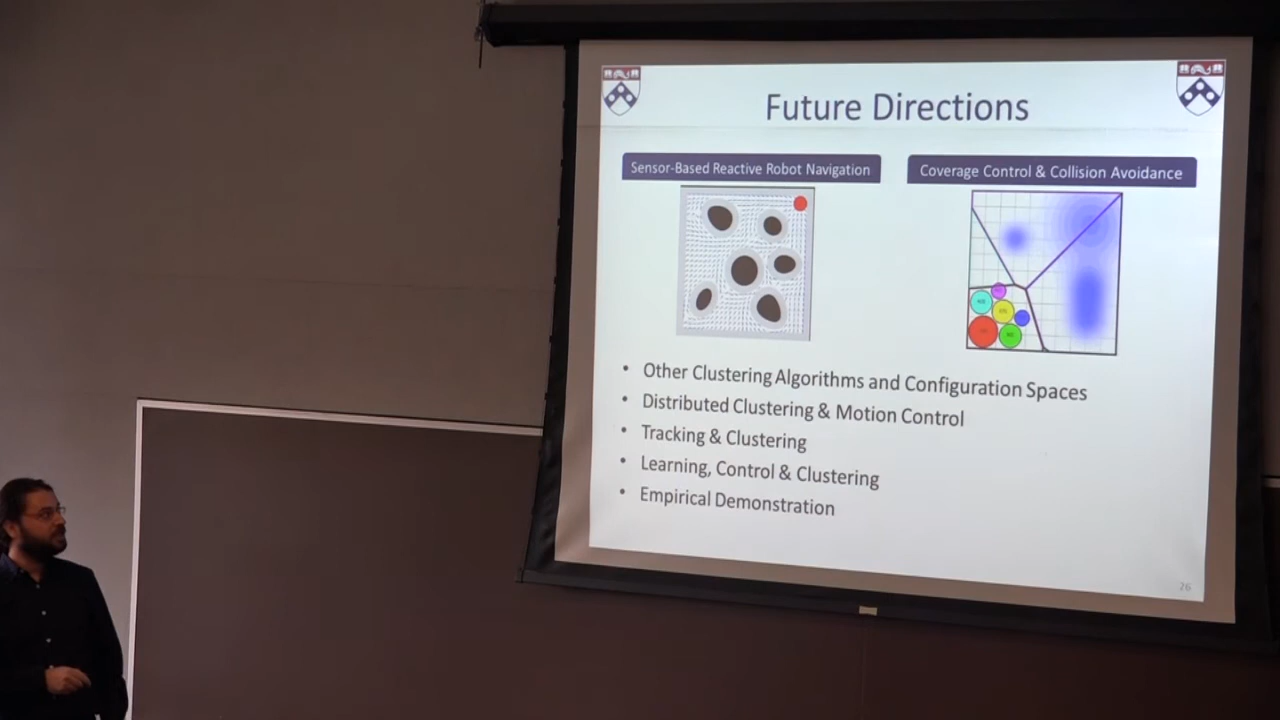 Future Directions
Sensor-Based Reactive Robot Navigation
Coverage Control & Collision Avoidance
• Other Clustering Algorithms and Configuration Spaces
• Distributed Clustering & Motion Control
• Tracking & Clustering
• Learning, Control & Clustering
• Empirical Demonstration
26